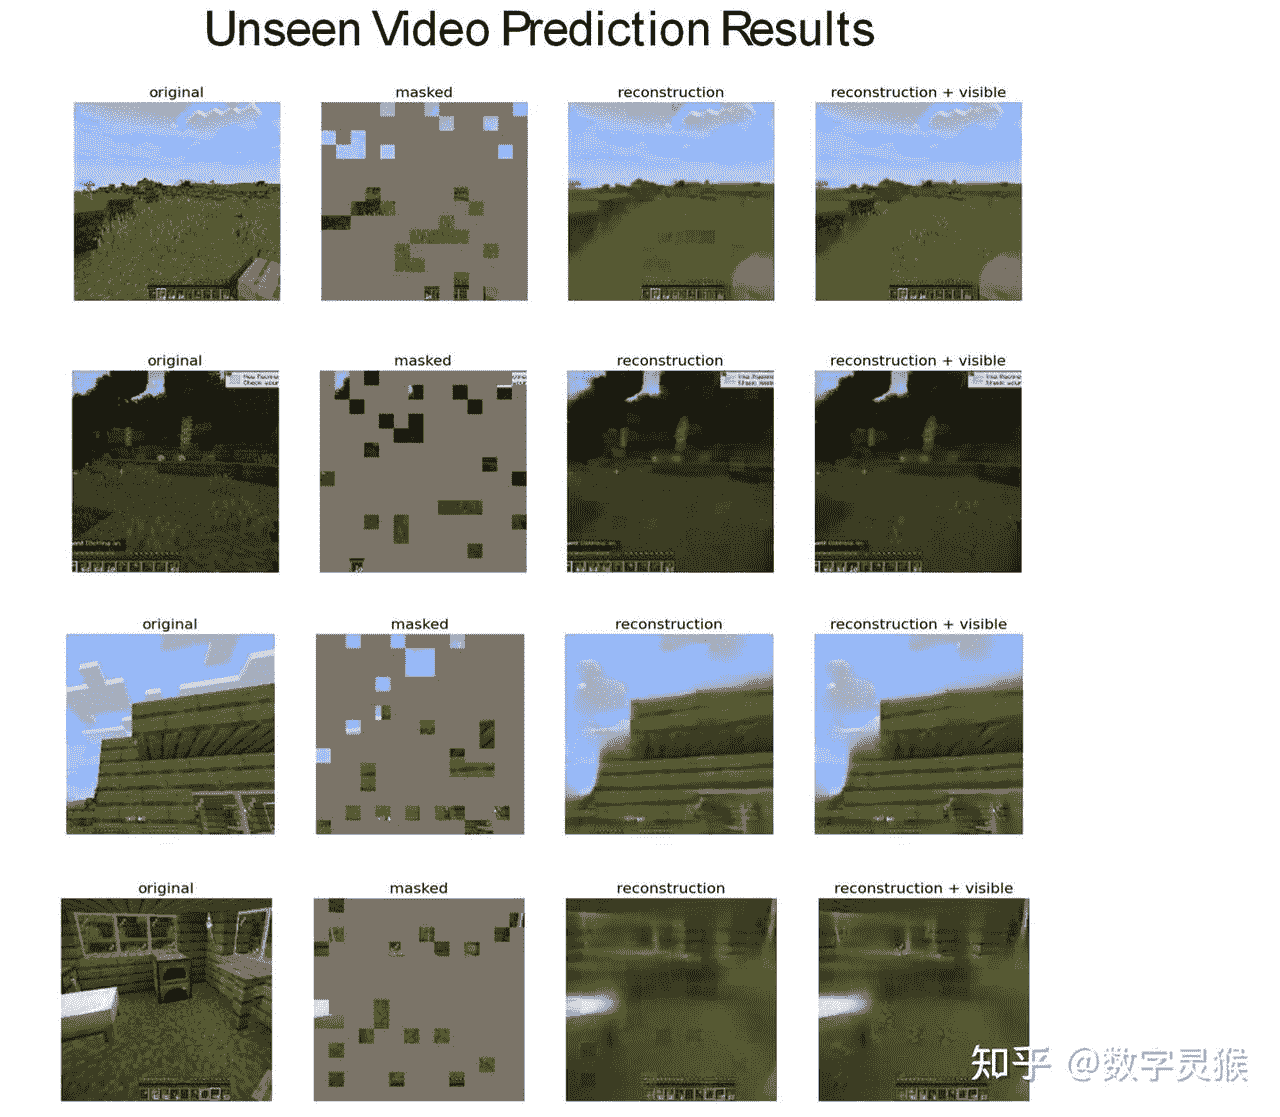 Unseen Video Prediction Results
original masked reconstruction reconstruction + visible
original masked reconstruction reconstruction + visible
original masked reconstruction reconstruction + visible
original masked reconstruction reconstruction + visible
知乎 @数字灵猴